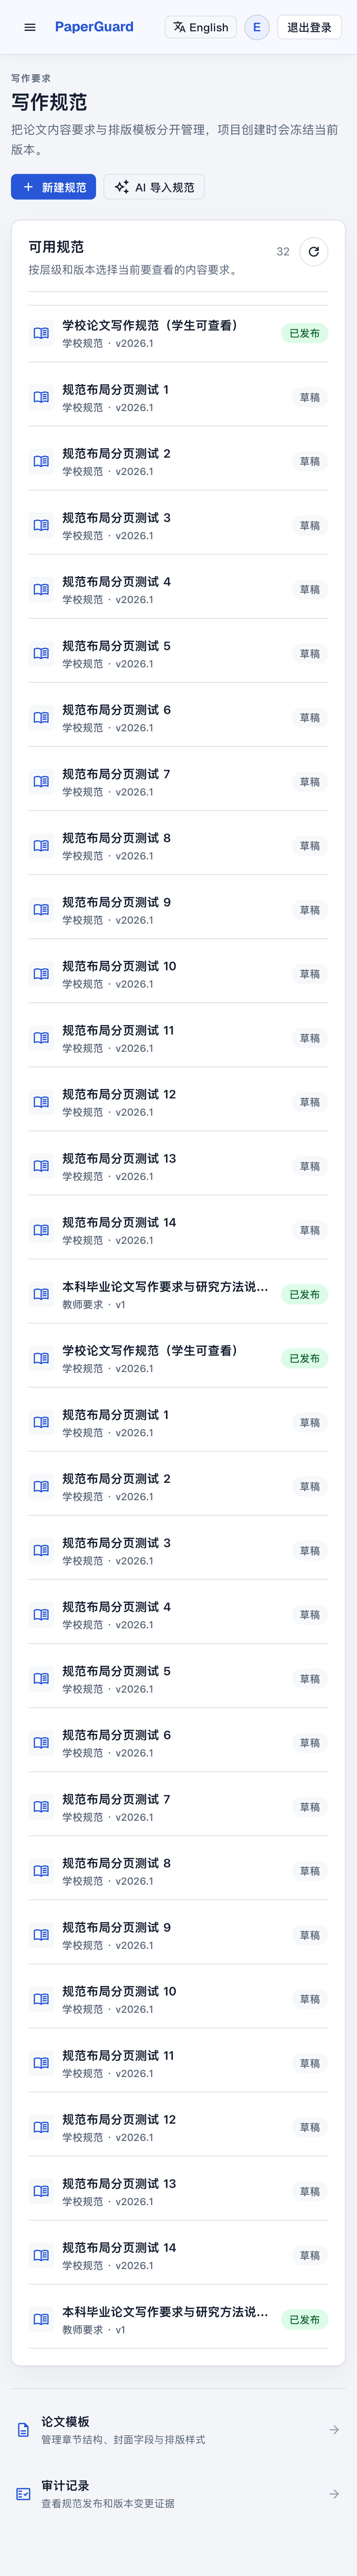 PaperGuard
English
E
退出登录
写作要求
写作规范
把论文内容要求与排版模板分开管理，项目创建时会冻结当前
版本。
新建规范
AI 导入规范
可用规范
32
按层级和版本选择当前要查看的内容要求。
学校论文写作规范（学生可查看）
学校规范 · v2026.1
已发布
规范布局分页测试 1
学校规范 · v2026.1
草稿
规范布局分页测试 2
学校规范 · v2026.1
草稿
规范布局分页测试 3
学校规范 · v2026.1
草稿
规范布局分页测试 4
学校规范 · v2026.1
草稿
规范布局分页测试 5
学校规范 · v2026.1
草稿
规范布局分页测试 6
学校规范 · v2026.1
草稿
规范布局分页测试 7
学校规范 · v2026.1
草稿
规范布局分页测试 8
学校规范 · v2026.1
草稿
规范布局分页测试 9
学校规范 · v2026.1
草稿
规范布局分页测试 10
学校规范 · v2026.1
草稿
规范布局分页测试 11
学校规范 · v2026.1
草稿
规范布局分页测试 12
学校规范 · v2026.1
草稿
规范布局分页测试 13
学校规范 · v2026.1
草稿
规范布局分页测试 14
学校规范 · v2026.1
草稿
本科毕业论文写作要求与研究方法说...
教师要求 · v1
已发布
学校论文写作规范（学生可查看）
学校规范 · v2026.1
已发布
规范布局分页测试 1
学校规范 · v2026.1
草稿
规范布局分页测试 2
学校规范 · v2026.1
草稿
规范布局分页测试 3
学校规范 · v2026.1
草稿
规范布局分页测试 4
学校规范 · v2026.1
草稿
规范布局分页测试 5
学校规范 · v2026.1
草稿
规范布局分页测试 6
学校规范 · v2026.1
草稿
规范布局分页测试 7
学校规范 · v2026.1
草稿
规范布局分页测试 8
学校规范 · v2026.1
草稿
规范布局分页测试 9
学校规范 · v2026.1
草稿
规范布局分页测试 10
学校规范 · v2026.1
草稿
规范布局分页测试 11
学校规范 · v2026.1
草稿
规范布局分页测试 12
学校规范 · v2026.1
草稿
规范布局分页测试 13
学校规范 · v2026.1
草稿
规范布局分页测试 14
学校规范 · v2026.1
草稿
本科毕业论文写作要求与研究方法说...
教师要求 · v1
已发布
论文模板
管理章节结构、封面字段与排版样式
审计记录
查看规范发布和版本变更证据